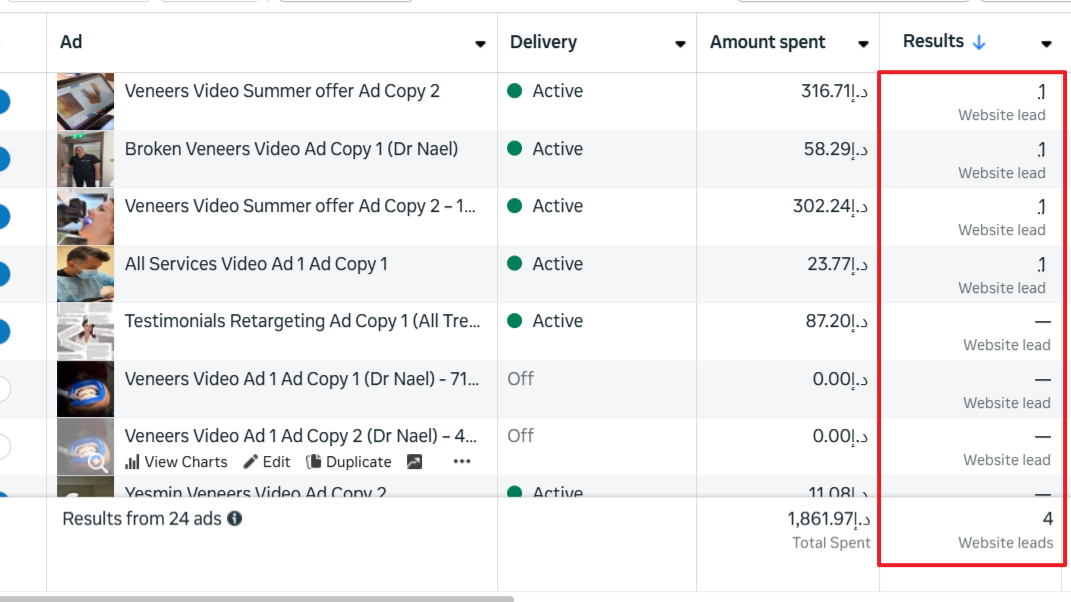 Ad Delivery Amount spent Results
Veneers Video Summer offer Ad Copy 2 Active 316.71د.إ. 1
Website lead
Broken Veneers Video Ad Copy 1 (Dr Nael) Active 58.29د.إ. 1
Website lead
Veneers Video Summer offer Ad Copy 2 – 1... Active 302.24د.إ. 1
Website lead
All Services Video Ad 1 Ad Copy 1 Active 23.77د.إ. 1
Website lead
Testimonials Retargeting Ad Copy 1 (All Tre... Active 87.20د.إ. —
Website lead
Veneers Video Ad 1 Ad Copy 1 (Dr Nael) - 71... Off 0.00د.إ. —
Website lead
Veneers Video Ad 1 Ad Copy 2 (Dr Nael) – 4... Off 0.00د.إ. —
View Charts Edit Duplicate ... Website lead
Yesmin Veneers Video Ad Copy 2 Active 11.08د.إ. —
Results from 24 ads 1,861.97د.إ. 4
Total Spent Website leads